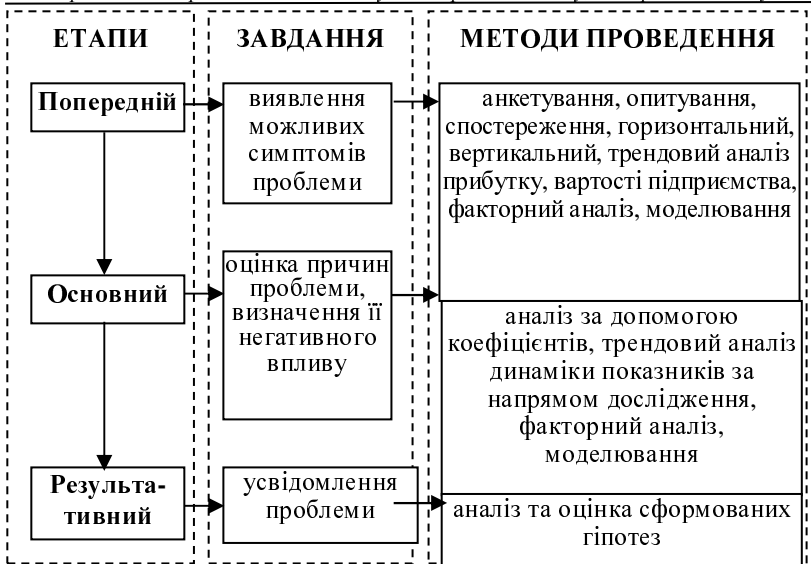 ЕТАПИ
ЗАВДАННЯ
МЕТОДИ ПРОВЕДЕННЯ
Попередній
виявлення
можливих
симптомів
проблеми
анкетування, опитування,
спостереження, горизонтальний,
вертикальний, трендовий аналіз
прибутку, вартості підприємства,
факторний аналіз, моделювання
Основний
оцінка причин
проблеми,
визначення її
негативного
впливу
аналіз за допомогою
коефіцієнтів, трендовий аналіз
динаміки показників за
напрямом дослідження,
факторний аналіз,
моделювання
Результа-
тивний
усвідомлення
проблеми
аналіз та оцінка сформованих
гіпотез